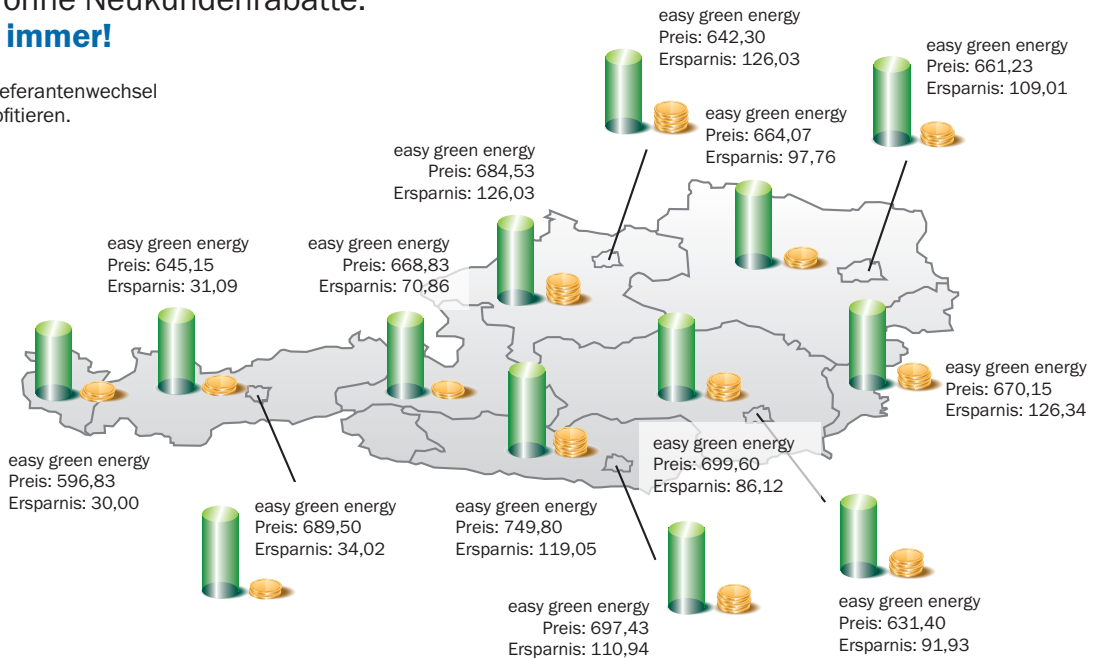 ohne Neukundenrabatte.
immer!
eferantenwechsel
ofitieren.
easy green energy
Preis: 642,30
Ersparnis: 126,03
easy green energy
Preis: 661,23
Ersparnis: 109,01
easy green energy
Preis: 664,07
Ersparnis: 97,76
easy green energy
Preis: 684,53
Ersparnis: 126,03
easy green energy
Preis: 645,15
Ersparnis: 31,09
easy green energy
Preis: 668,83
Ersparnis: 70,86
easy green energy
Preis: 670,15
Ersparnis: 126,34
easy green energy
Preis: 699,60
Ersparnis: 86,12
easy green energy
Preis: 596,83
Ersparnis: 30,00
easy green energy
Preis: 689,50
Ersparnis: 34,02
easy green energy
Preis: 749,80
Ersparnis: 119,05
easy green energy
Preis: 697,43
Ersparnis: 110,94
easy green energy
Preis: 631,40
Ersparnis: 91,93